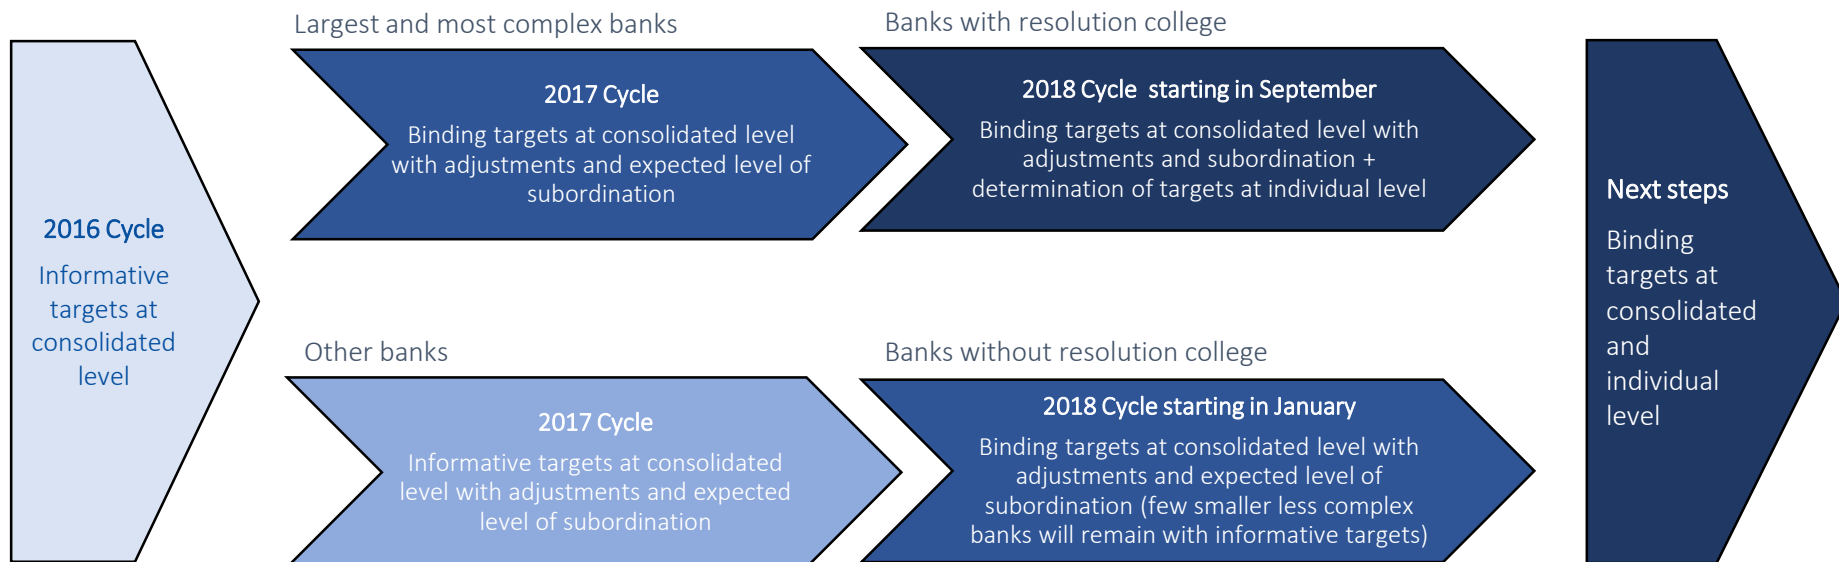 2016 Cycle
Informative
targets at
consolidated
level
Largest and most complex banks
2017 Cycle
Binding targets at consolidated level
with adjustments and expected level of
subordination
Banks with resolution college
2018 Cycle starting in September
Binding targets at consolidated level with
adjustments and subordination +
determination of targets at individual level
Other banks
2017 Cycle
Informative targets at consolidated
level with adjustments and expected
level of subordination
Banks without resolution college
2018 Cycle starting in January
Binding targets at consolidated level with
adjustments and expected level of
subordination (few smaller less complex
banks will remain with informative targets)
Next steps
Binding
targets at
consolidated
and
individual
level